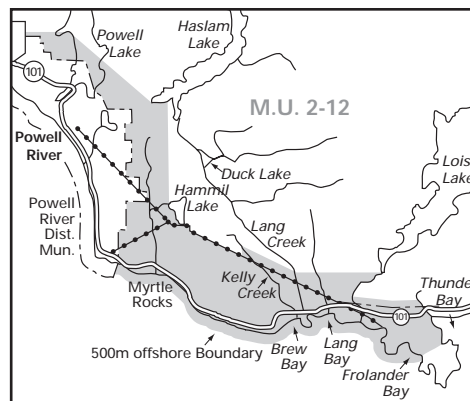 Powell
Lake
Haslam
Lake
101
M.U. 2-12
Powell
River
Duck Lake
Lois
Lake
Powell
River
Dist.
Mun.
Hammil
Lake
Lang
Creek
Kelly
Creek
Myrtle
Rocks
Thunder
Bay
101
500m offshore Boundary
Brew
Bay
Lang
Bay
Frolander
Bay